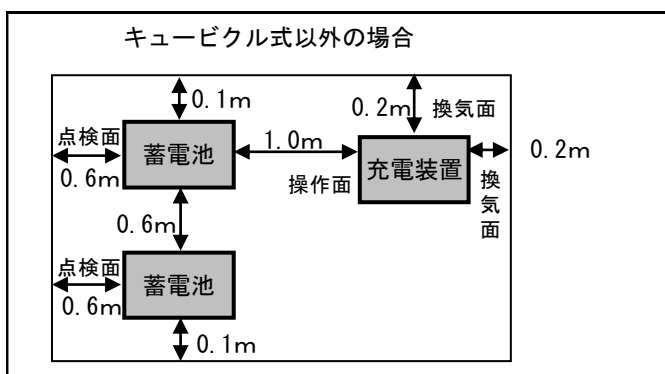 キュービクル式以外の場合
0.1m
0.2m
換気面
点検面
0.6m
蓄電池
1.0m
操作面
充電装置
0.2m
換気面
0.6m
点検面
0.6m
蓄電池
0.1m